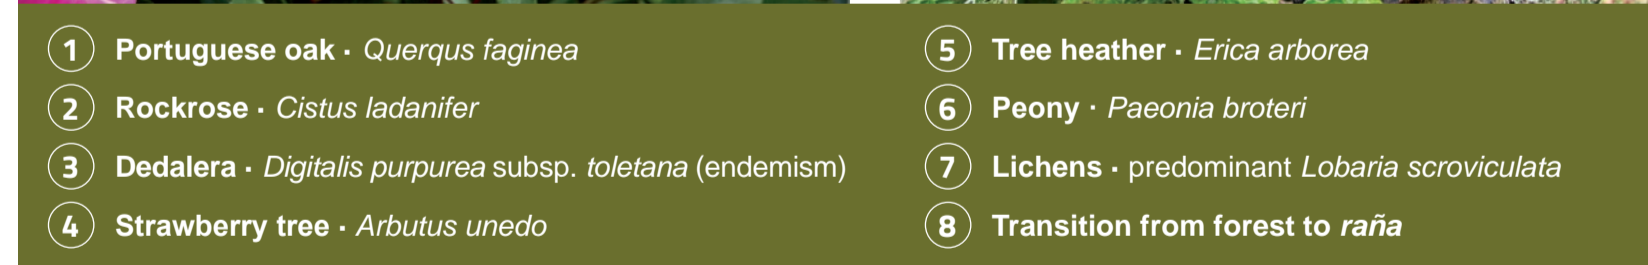 1 Portuguese oak · Querqus faginea
2 Rockrose · Cistus ladanifer
3 Dedalera · Digitalis purpurea subsp. toletana (endemism)
4 Strawberry tree · Arbutus unedo
5 Tree heather · Erica arborea
6 Peony · Paeonia broteri
7 Lichens · predominant Lobaria scroviculata
8 Transition from forest to raña